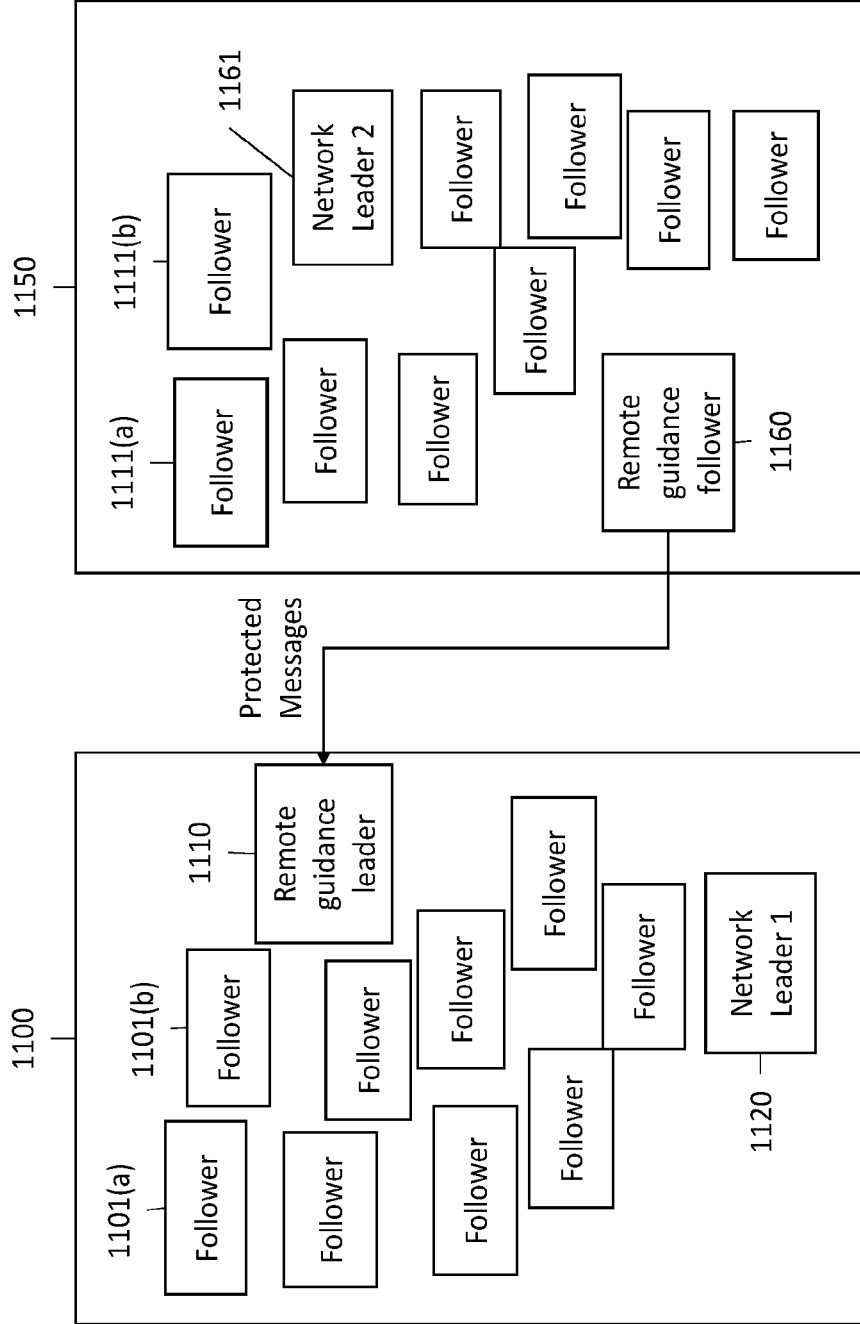 1100
1101(a)
1101(b)
1110
Follower
Follower
Remote
guidance
leader
Follower
Follower
Follower
Follower
Follower
Follower
Follower
Network
Leader 1
1120
Protected
Messages
1150
1111(a)
1111(b)
1161
Follower
Follower
Follower
Network
Leader 2
Follower
Follower
Follower
Follower
Remote
guidance
follower
Follower
Follower
1160